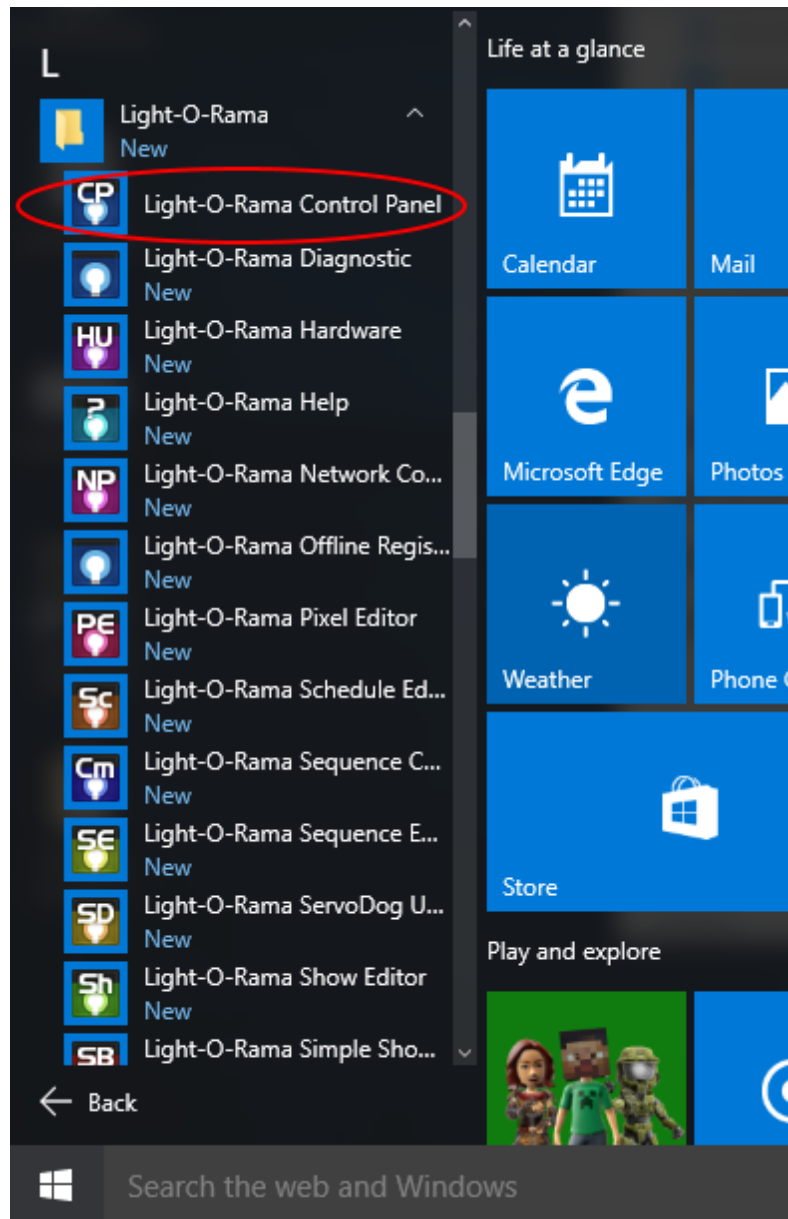 L
Light-O-Rama
New
CP
Light-O-Rama Control Panel
Light-O-Rama Diagnostic
New
HU
Light-O-Rama Hardware
New
?
Light-O-Rama Help
New
NP
Light-O-Rama Network Co...
New
Light-O-Rama Offline Regis...
New
PE
Light-O-Rama Pixel Editor
New
Sc
Light-O-Rama Schedule Ed...
New
Cm
Light-O-Rama Sequence C...
New
SE
Light-O-Rama Sequence E...
New
SD
Light-O-Rama ServoDog U...
New
Sh
Light-O-Rama Show Editor
New
SB
Light-O-Rama Simple Sho...
Back
Search the web and Windows
Life at a glance
Calendar
Mail
Microsoft Edge
Photos
Weather
Phone
Store
Play and explore